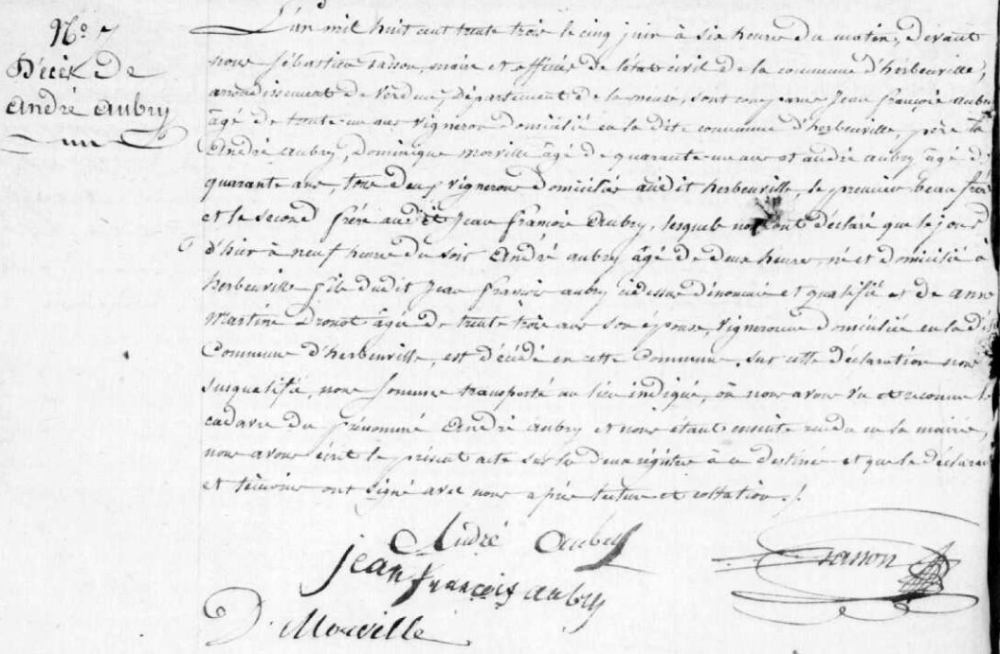 N.º 7
Décès de
André Aubry
un
L'an mil huit cent trente trois le cinq juin à six heures du matin, devant
nous Sébastien , maire et officier de l'état civil de la commune d'herbeuville,
arrondissement de Verdun, département de la meuse, sont comparus Jean françois aubry
âgé de trente un ans vigneron domicilié en la dite commune d'herbeuville, père de
André aubry, Dominique Morville âgé de quarante un ans et andré aubry âgé de
quarante ans, tous deux vignerons domiciliés audit herbeuville, le premier beau frère
et le second frère audit Jean françois Aubry, lesquels nous ont déclaré que le jour
d'hier à neuf heures du soir André aubry âgé de deux heures, né et domicilié à
herbeuville fils dudit Jean françois aubry cidessus dénommé et qualifié et de anne
Martine Drouot âgée de trente trois ans son épouse, vigneronne domiciliée en la dite
Commune d'herbeuville, est décédé en cette Commune. Sur cette déclaration nous
susqualifié nous sommes transporté au lieu indiqué, où nous avons vu et reconnu le
cadavre du prénommé André aubry et nous étant ensuite rendu en la mairie,
nous avons écrit le présent acte sur les deux registres à ce destinés et que les déclarants
et témoins ont signé avec nous après lecture et collation ./.
André Aubry
jean françois aubry
D. Morville